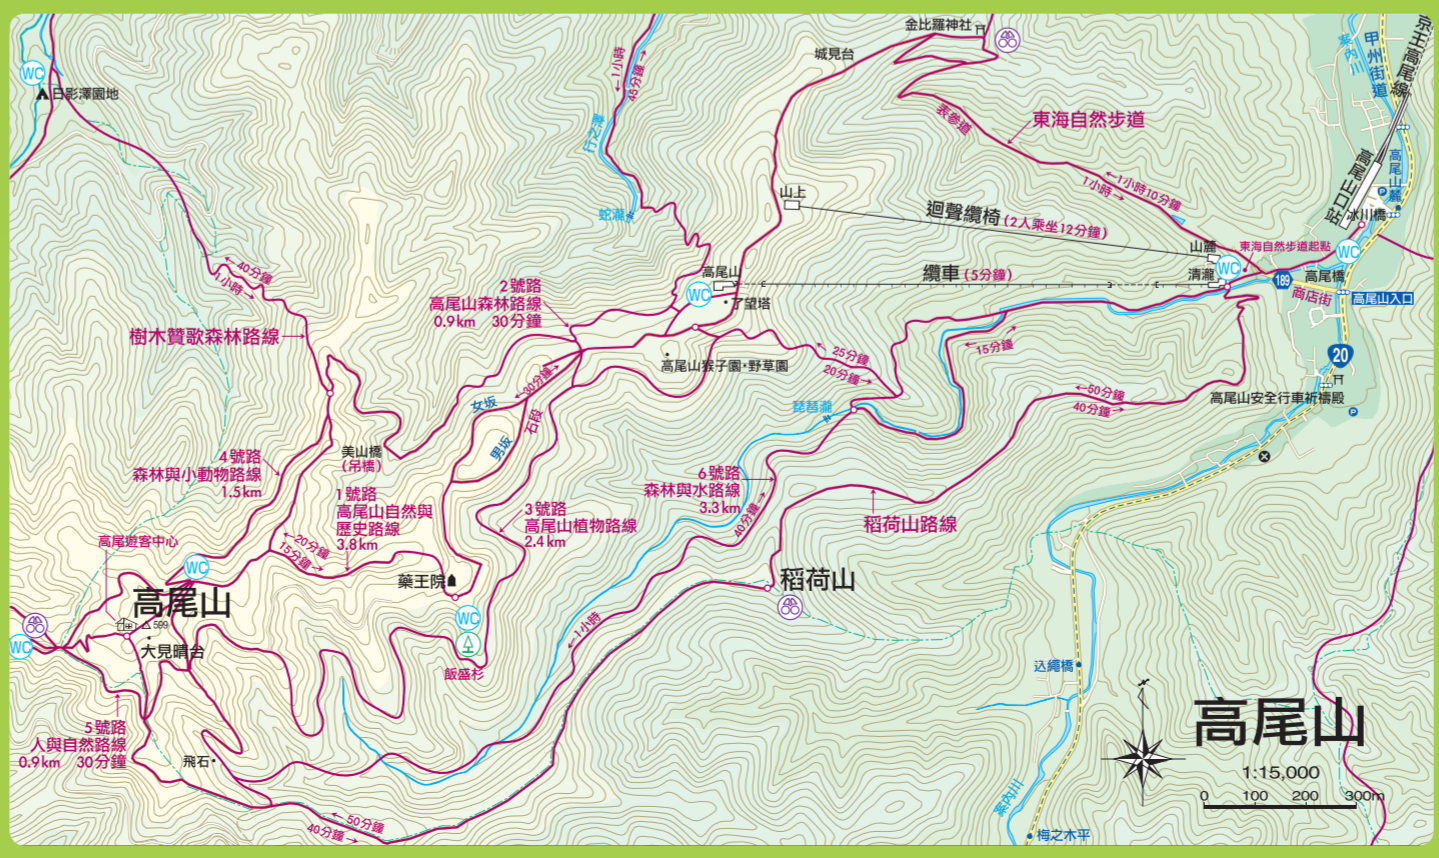 WC
日影澤園地
←1小時
45分鐘→
行之澤
蛇瀧
金比羅神社
城見台
表參道
東海自然步道
←1小時10分鐘
1小時→
案內川
甲州街道
京王高尾線
高尾山口站
高尾山麓
P
冰川橋
山上
迴聲纜椅(2人乘坐12分鐘)
山麓
東海自然步道起點
WC
WC
高尾山
纜車(5分鐘)
清瀧
189
高尾橋
商店街
高尾山入口
WC
了望塔
←40分鐘
1小時→
2號路
高尾山森林路線
0.9km 30分鐘
樹木贊歌森林路線
高尾山猴子園・野草園
←25分鐘
20分鐘→
←15分鐘→
20
←50分鐘
40分鐘→
高尾山安全行車祈禱殿
P
←30分鐘→
女坂
男坂
石段
琵琶瀧
美山橋
(吊橋)
4號路
森林與小動物路線
1.5km
1號路
高尾山自然與
歷史路線
3.8km
←20分鐘
15分鐘→
3號路
高尾山植物路線
2.4km
6號路
森林與水路線
3.3km
40分鐘→
稻荷山路線
高尾遊客中心
WC
高尾山
599
大見晴台
WC
藥王院
WC
飯盛杉
稻荷山
←1小時
5號路
人與自然路線
0.9km 30分鐘
飛石
←50分鐘
40分鐘→
込繩橋
案內川
梅之木平
高尾山
1:15,000
0 100 200 300m